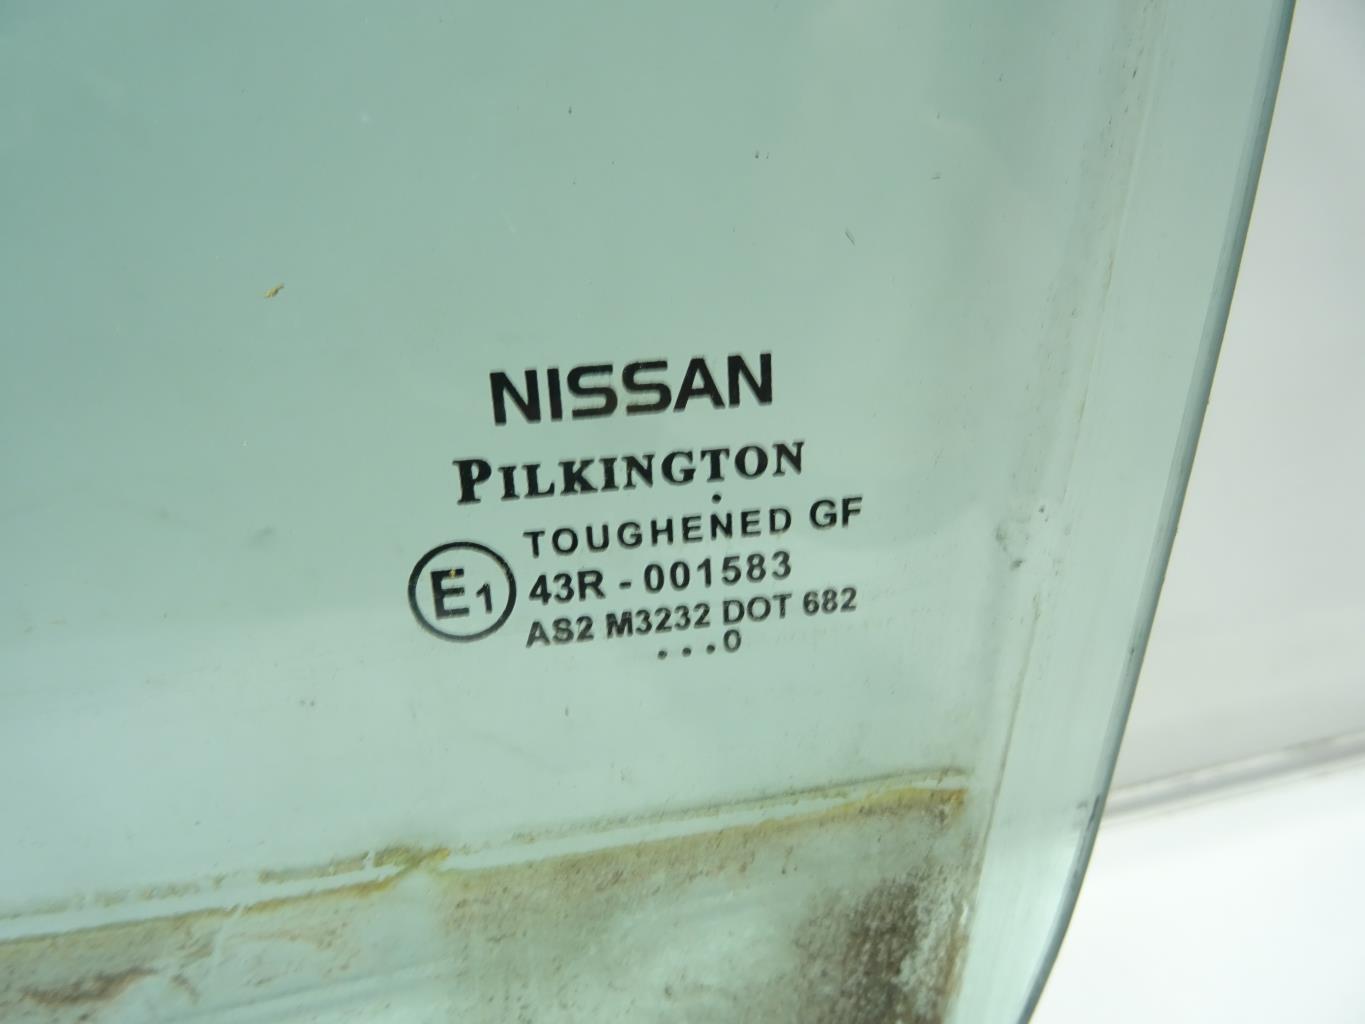 NISSAN
PILKINGTON
TOUGHENED GF
E1 43R - 001583
AS2 M3232 DOT 682
...0